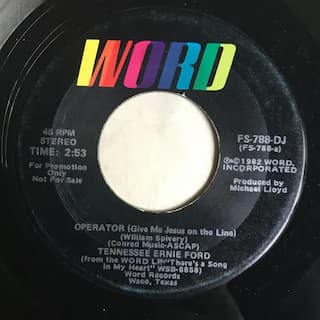 WORD
45 RPM
STEREO
TIME: 2:53
For Promotion
Only
Not For Sale
FS-788-DJ
(FS-788-a)
Ⓟ©1982 WORD,
INCORPORATED
Produced by
Michael Lloyd
OPERATOR (Give Me Jesus on the Line)
(William Spivery)
(Conred Music-ASCAP)
TENNESSEE ERNIE FORD
(from the WORD LP"There's a Song
in My Heart" WSB-8858)
Word Records
Waco, Texas